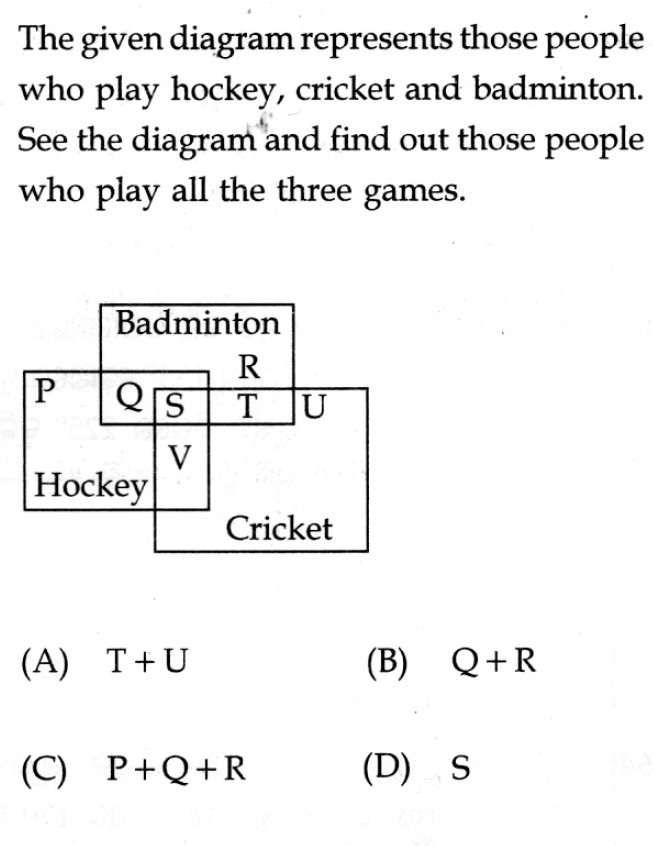 The given diagram represents those people
who play hockey, cricket and badminton.
See the diagram and find out those people
who play all the three games.
Badminton
R
P Q S T U
V
Hockey
Cricket
(A) T+U (B) Q+R
(C) P+Q+R (D) S